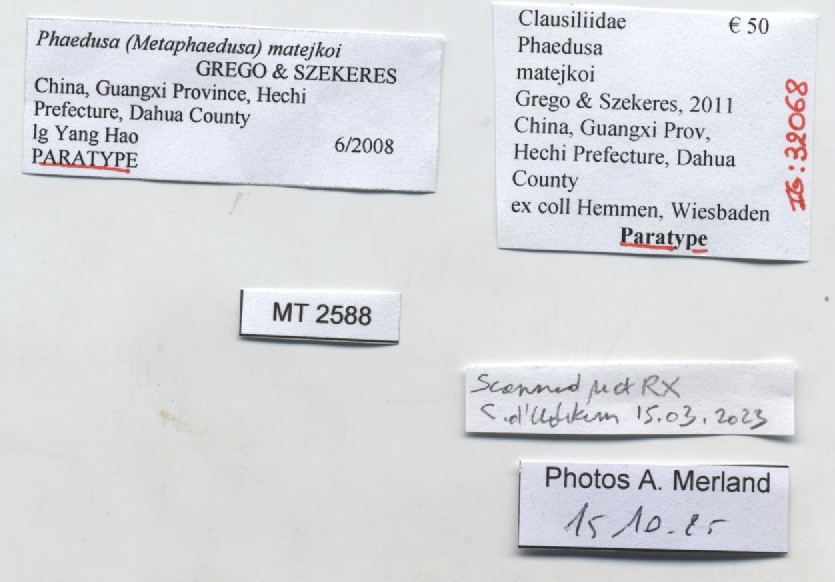 Phaedusa (Metaphaedusa) matejkoi
GREGO & SZEKERES
China, Guangxi Province, Hechi
Prefecture, Dahua County
lg Yang Hao 6/2008
PARATYPE
Clausiliidae € 50
Phaedusa
matejkoi
Grego & Szekeres, 2011
China, Guangxi Prov,
Hechi Prefecture, Dahua
County
ex coll Hemmen, Wiesbaden
Paratype
IG: 32068
MT 2588
Scanned µct RX
15.03.2023
Photos A. Merland
15 10.25